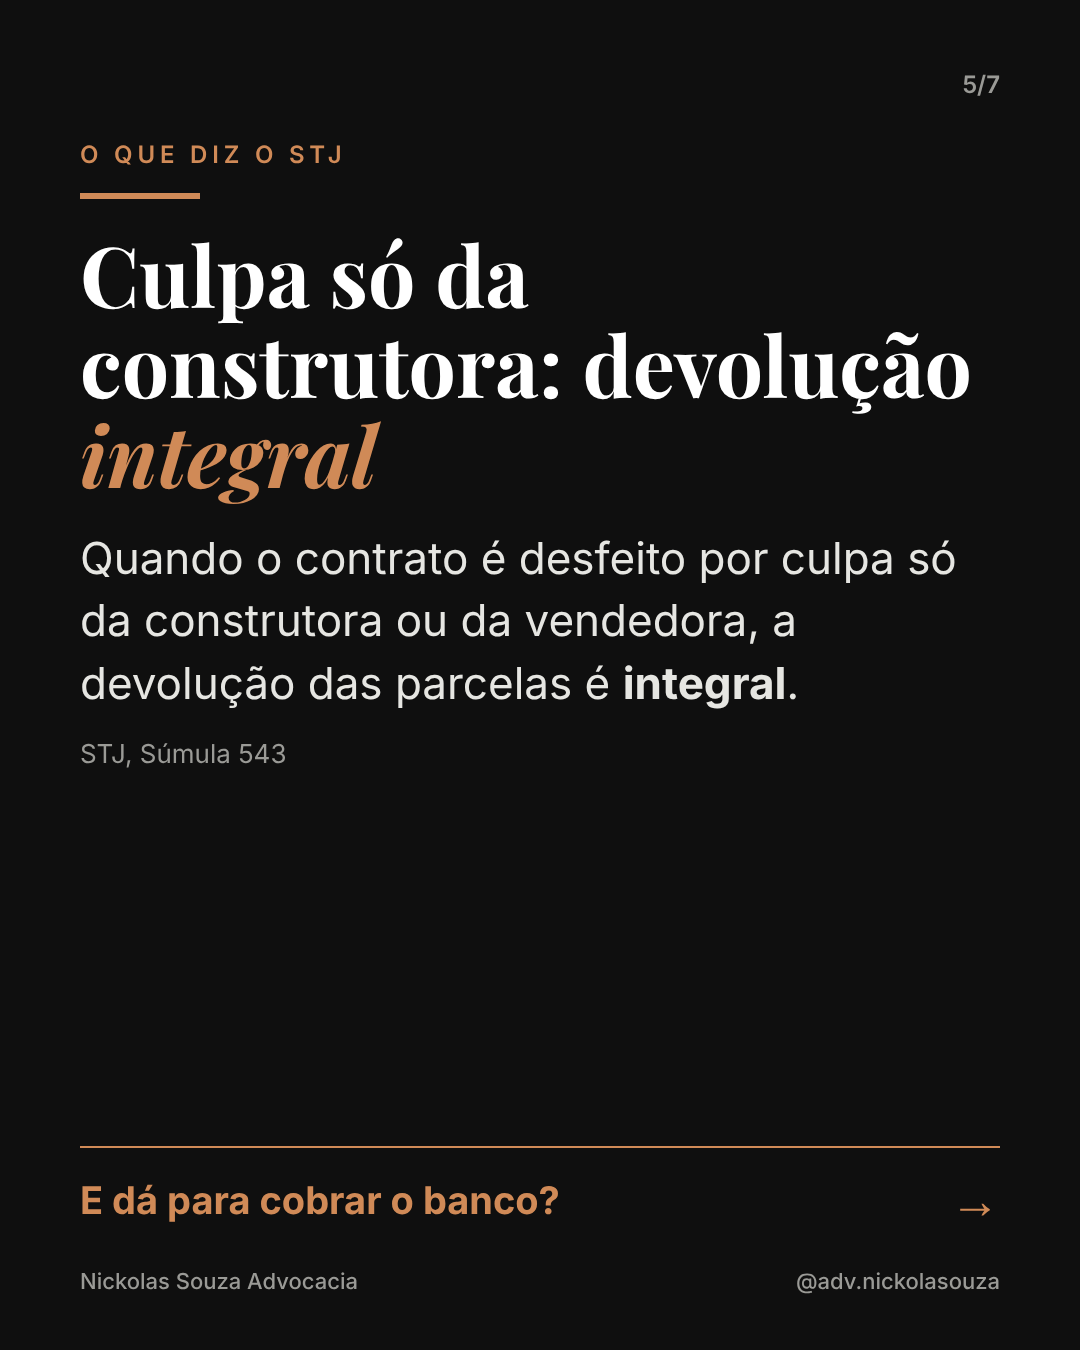 5/7
O QUE DIZ O STJ
Culpa só da
construtora: devolução
integral
Quando o contrato é desfeito por culpa só
da construtora ou da vendedora, a
devolução das parcelas é integral.
STJ, Súmula 543
E dá para cobrar o banco? →
Nickolas Souza Advocacia
@adv.nickolasouza